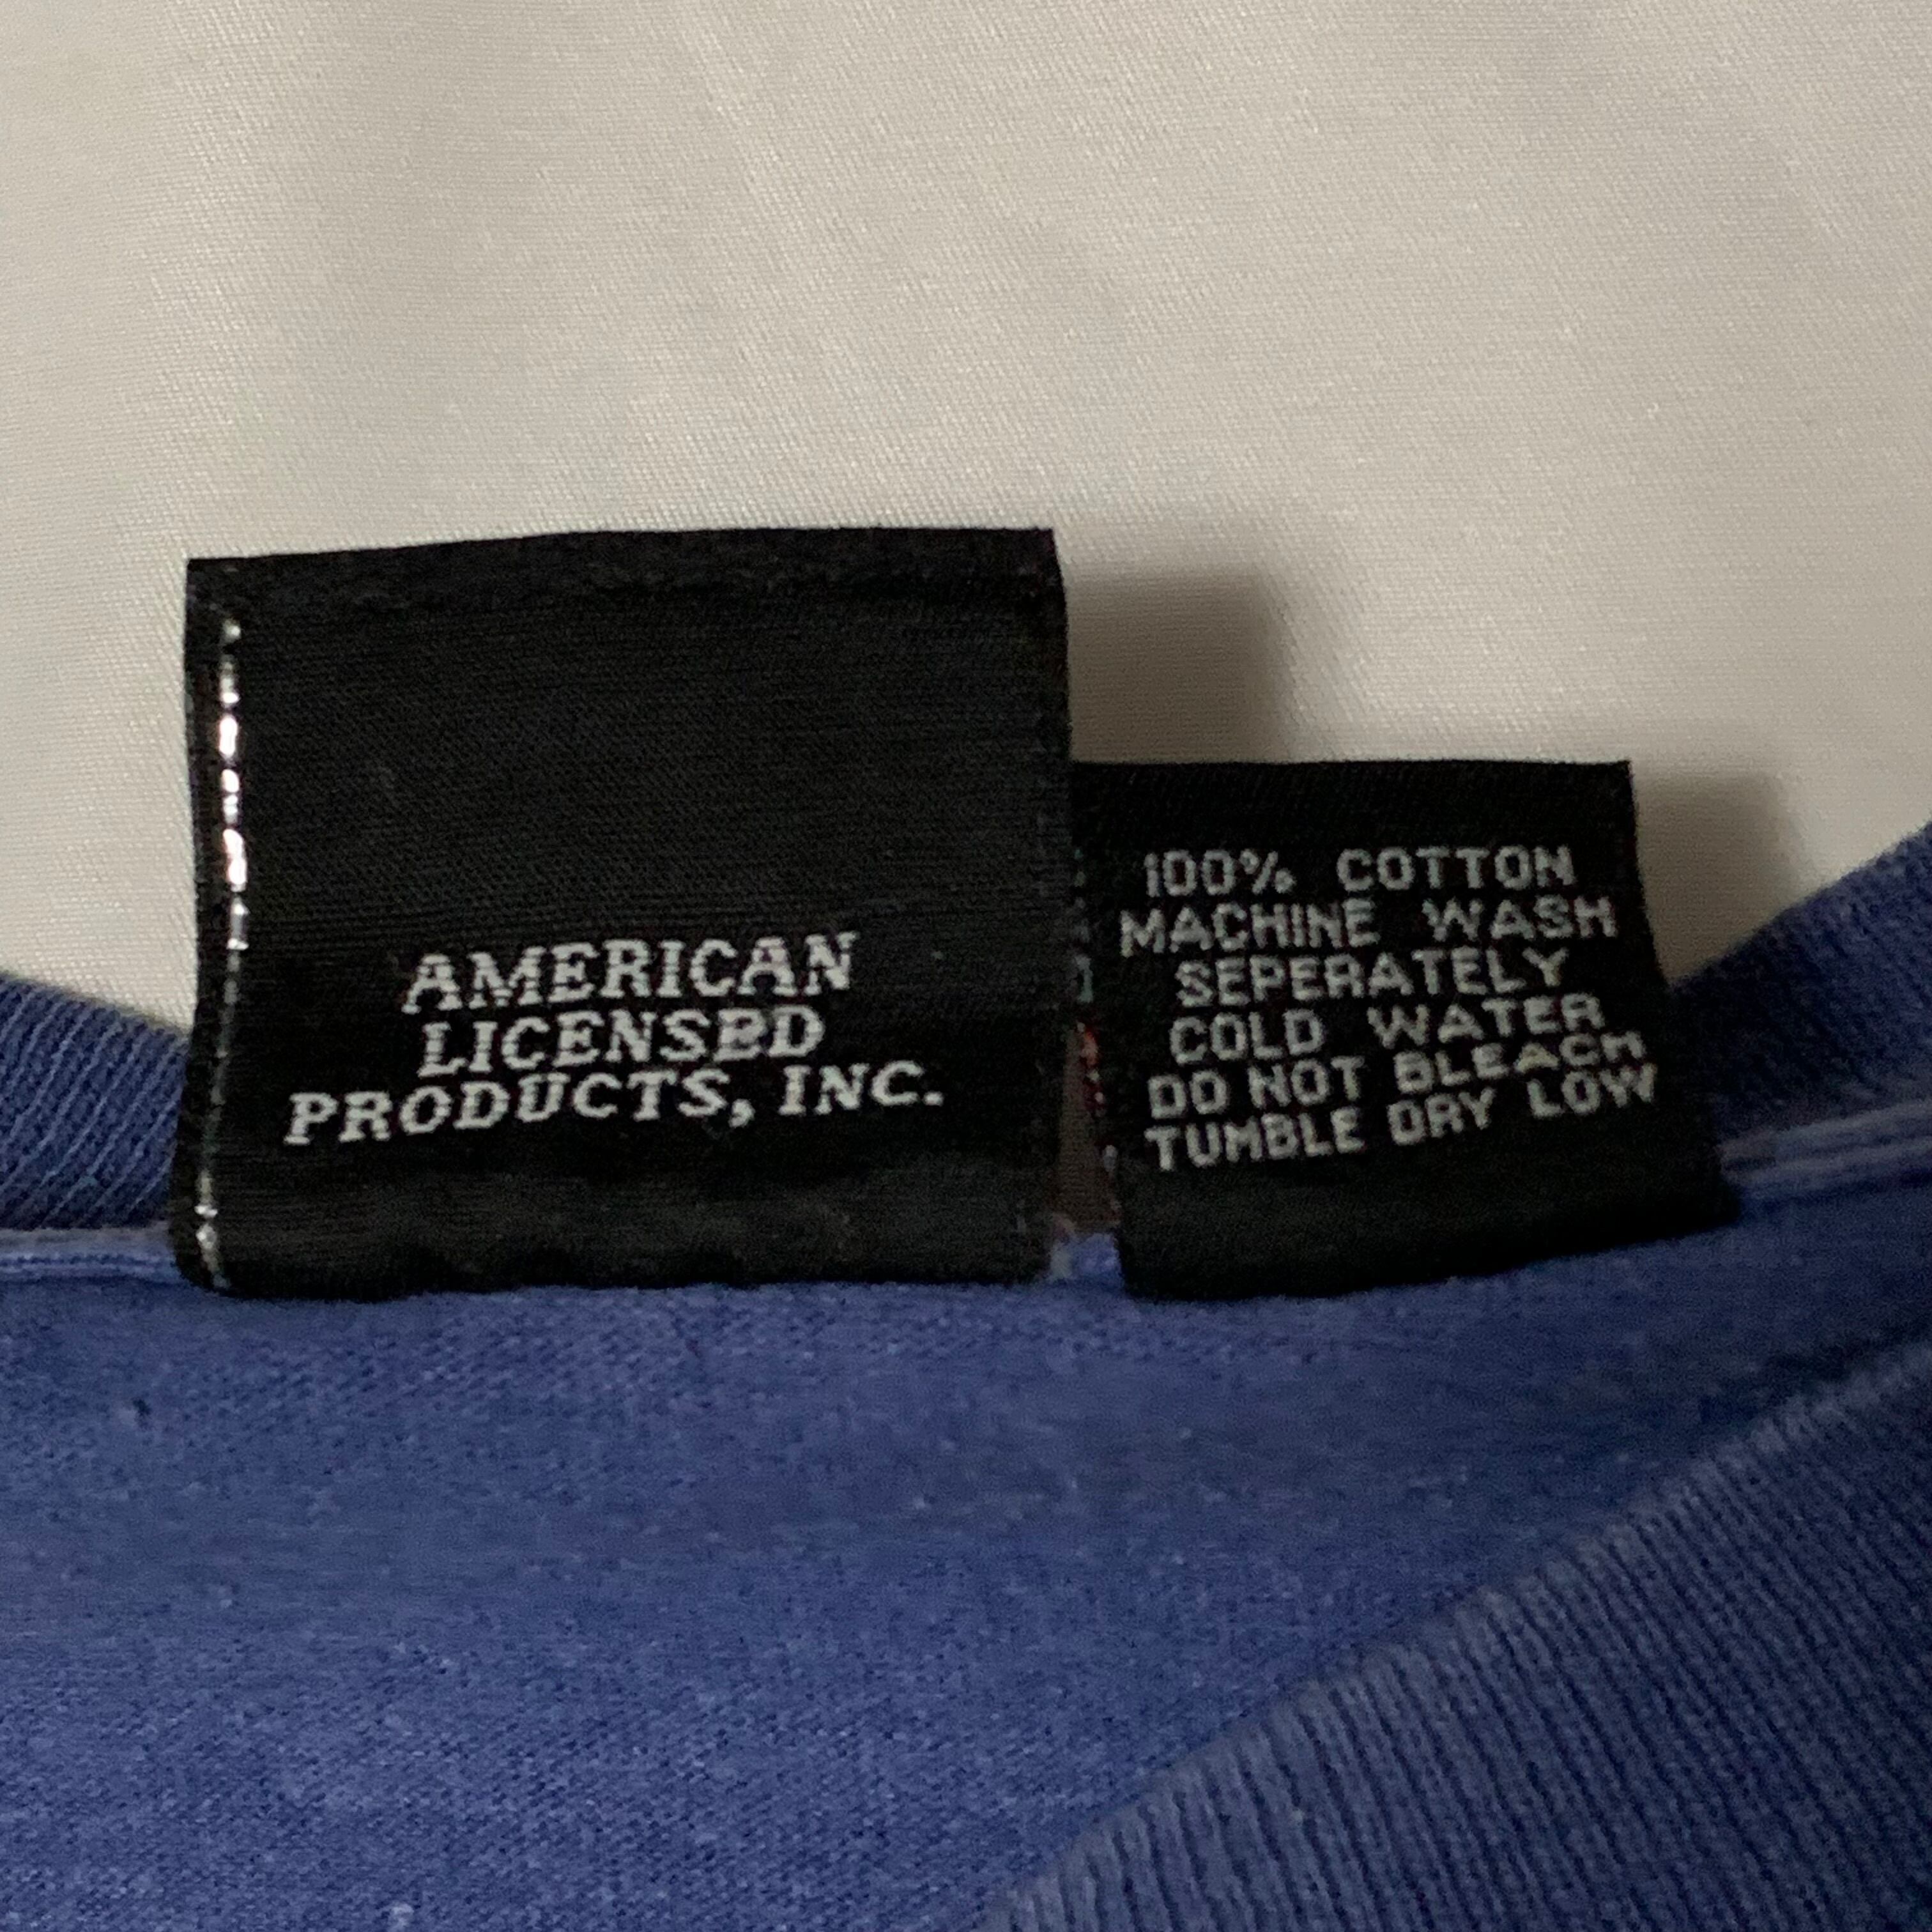 AMERICAN
LICENSED
PRODUCTS, INC.
100% COTTON
MACHINE WASH
SEPERATELY
COLD WATER
DO NOT BLEACH
TUMBLE DRY LOW